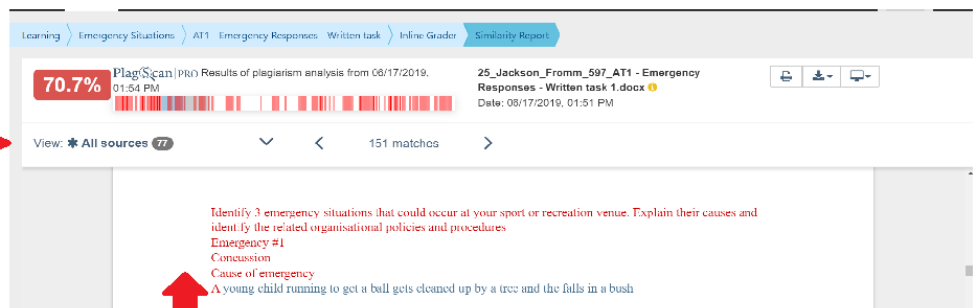 Learning Emergency Situations AT1 Emergency Responses Written task Inline Grader Similarity Report
70.7%
PlagScan|PRO Results of plagiarism analysis from 06/17/2019,
01:54 PM
25_Jackson_Fromm_597_AT1 - Emergency
Responses - Written task 1.docx
Date: 06/17/2019, 01:51 PM
View: ✱ All sources 77
151 matches
Identify 3 emergency situations that could occur at your sport or recreation venue. Explain their causes and
identify the related organisational policies and procedures
Emergency #1
Concussion
Cause of emergency
A young child running to get a ball gets cleaned up by a tree and the falls in a bush